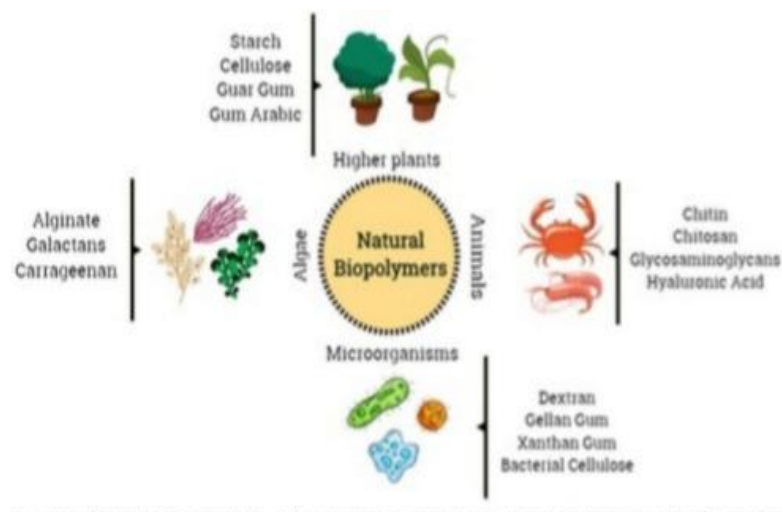 Starch
Cellulose
Guar Gum
Gum Arabic
Higher plants
Alginate
Galactans
Carrageenan
Algae
Natural
Biopolymers
Animals
Chitin
Chitosan
Glycosaminoglycans
Hyaluronic Acid
Microorganisms
Dextran
Gellan Gum
Xanthan Gum
Bacterial Cellulose